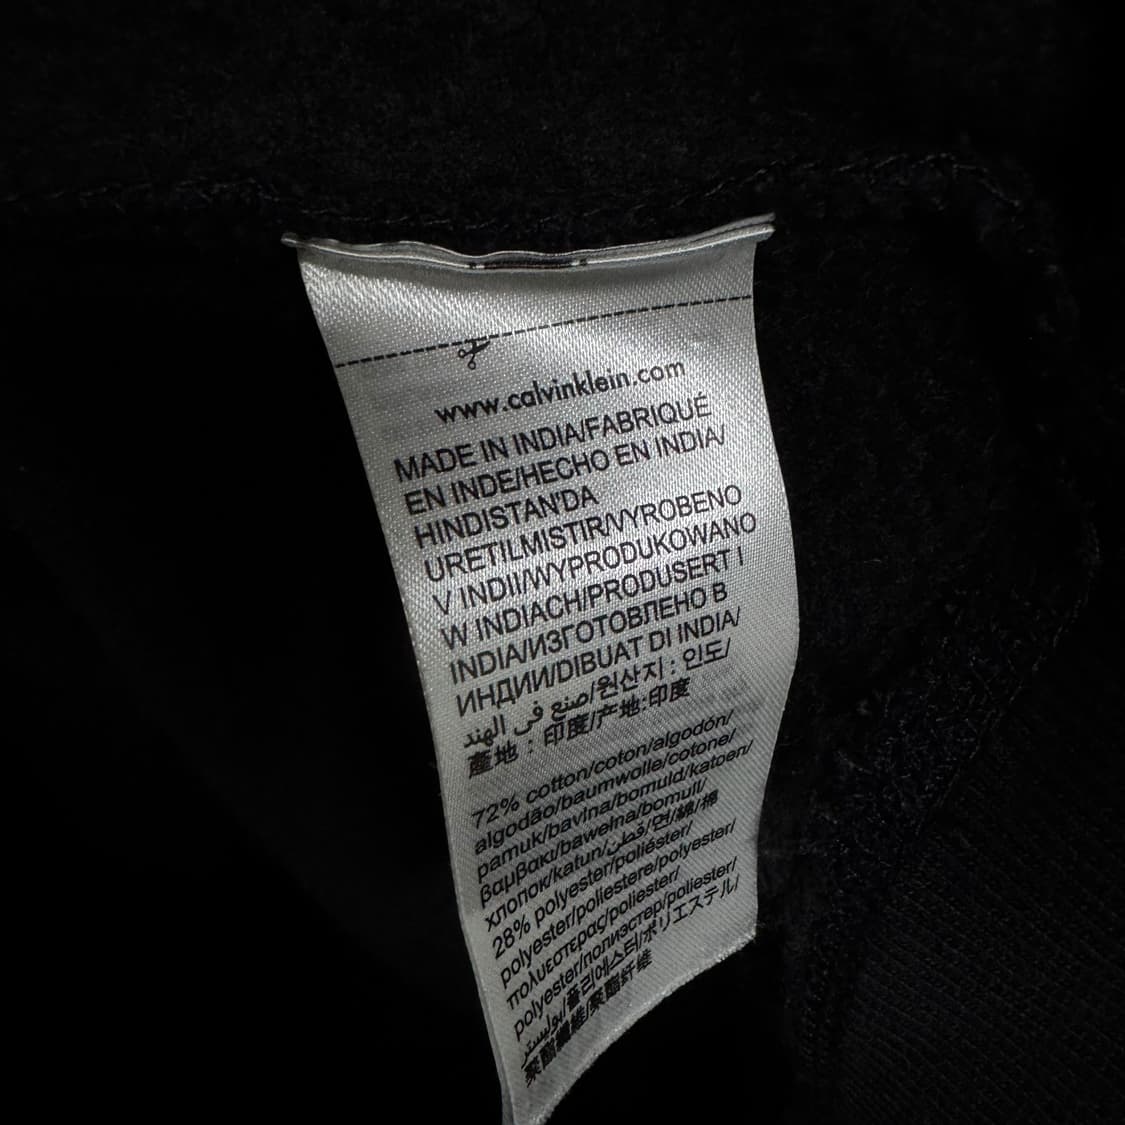 www.calvinklein.com
MADE IN INDIA/FABRIQUÉ
EN INDE/HECHO EN INDIA/
HINDISTAN'DA
URETILMISTIR/VYROBENO
V INDII/WYPRODUKOWANO
W INDIACH/PRODUSERT I
INDIA/ИЗГОТОВЛЕНО В
ИНДИИ/DIBUAT DI INDIA/
صنع في الهند/원산지 : 인도/
產地 : 印度/产地:印度
72% cotton/coton/algodón/
algodão/baumwolle/cotone/
pamuk/bavlna/bomuld/katoen/
βαμβακι/bawełna/bomull/
хлопок/katun/قطن/면/綿/棉
28% polyester/poliéster/
polyester/poliestere/polyester/
πολυεστερας/poliester/
polyester/полиэстер/poliester/
بوليستر/폴리에스터/ポリエステル/
聚酯纖維/聚酯纤维